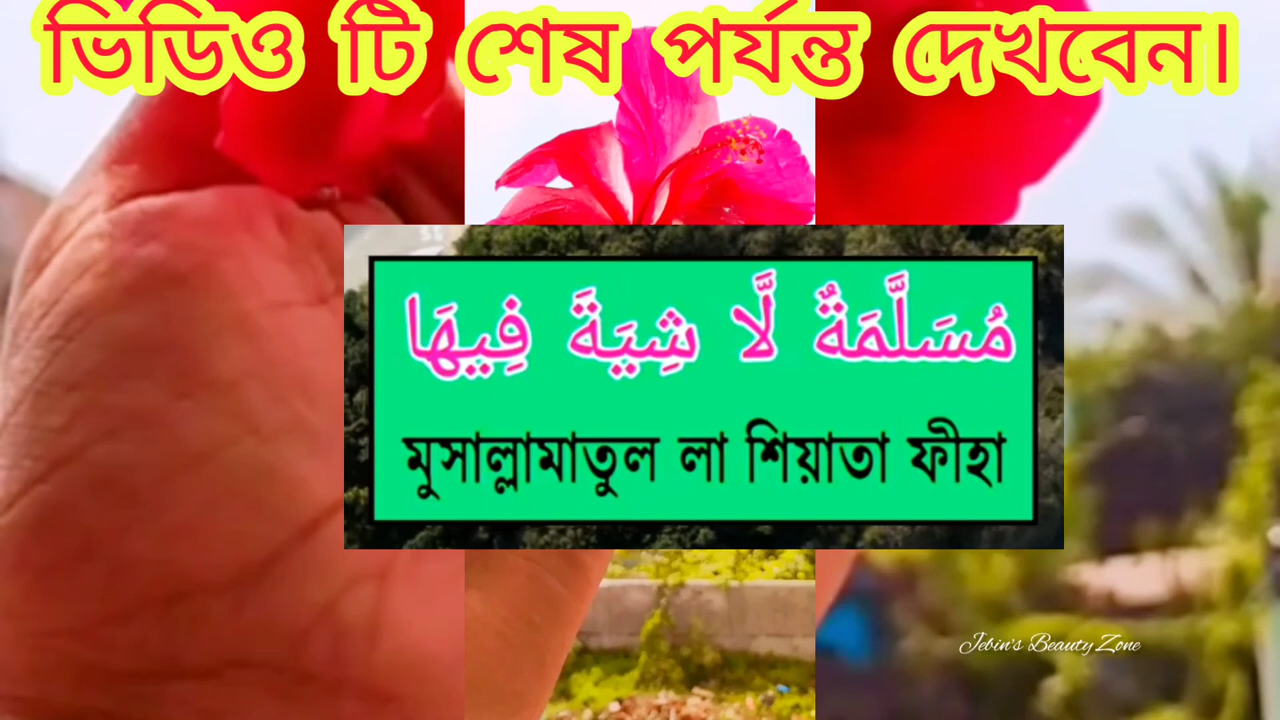 ভিডিও টি শেষ পর্যন্ত দেখবেন।
مُسَلَّمَةٌ لَّا شِيَةَ فِيهَا
মুসাল্লামাতুল লা শিয়াতা ফীহা
Jebin's Beauty Zone